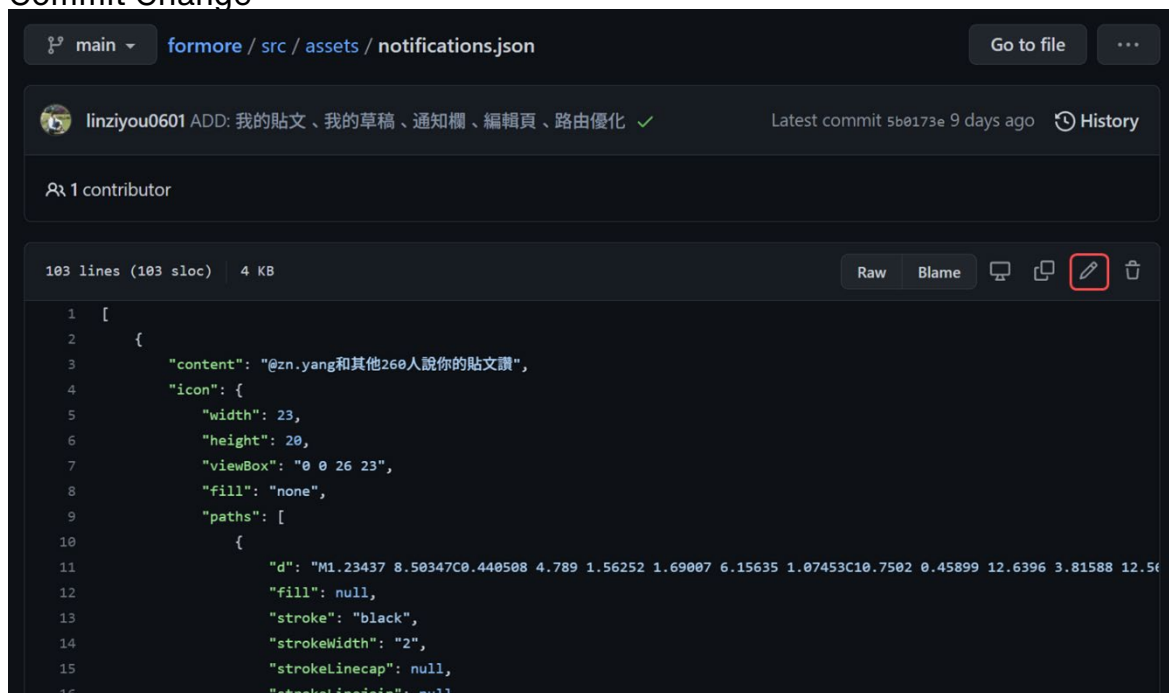 Commit Change
main formore / src / assets / notifications.json Go to file ...
linziyou0601 ADD: 我的貼文、我的草稿、通知欄、編輯頁、路由優化 ✓ Latest commit 5b0173e 9 days ago History
1 contributor
103 lines (103 sloc) 4 KB Raw Blame
1 [
2 {
3 "content": "@zn.yang和其他260人說你的貼文讚",
4 "icon": {
5 "width": 23,
6 "height": 20,
7 "viewBox": "0 0 26 23",
8 "fill": "none",
9 "paths": [
10 {
11 "d": "M1.23437 8.50347C0.440508 4.789 1.56252 1.69007 6.15635 1.07453C10.7502 0.45899 12.6396 3.81588 12.56
12 "fill": null,
13 "stroke": "black",
14 "strokeWidth": "2",
15 "strokeLinecap": null,
16 "strokeLinejoin": null